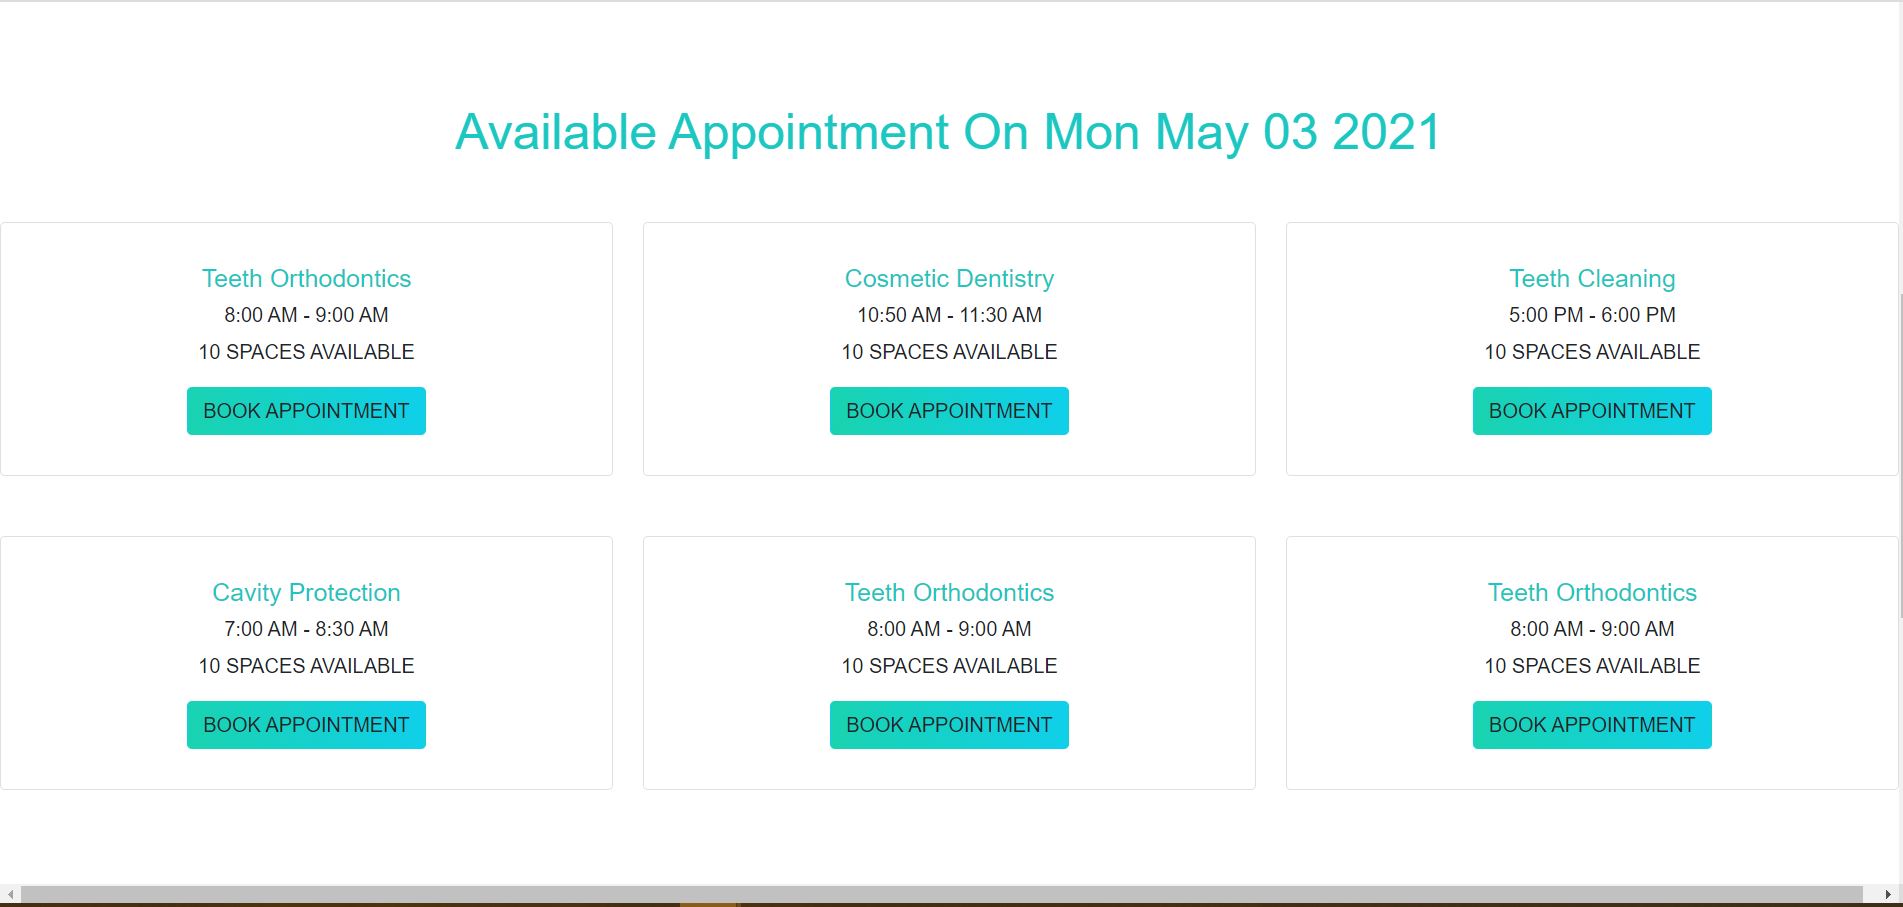 Available Appointment On Mon May 03 2021
Teeth Orthodontics
8:00 AM - 9:00 AM
10 SPACES AVAILABLE
BOOK APPOINTMENT
Cosmetic Dentistry
10:50 AM - 11:30 AM
10 SPACES AVAILABLE
BOOK APPOINTMENT
Teeth Cleaning
5:00 PM - 6:00 PM
10 SPACES AVAILABLE
BOOK APPOINTMENT
Cavity Protection
7:00 AM - 8:30 AM
10 SPACES AVAILABLE
BOOK APPOINTMENT
Teeth Orthodontics
8:00 AM - 9:00 AM
10 SPACES AVAILABLE
BOOK APPOINTMENT
Teeth Orthodontics
8:00 AM - 9:00 AM
10 SPACES AVAILABLE
BOOK APPOINTMENT